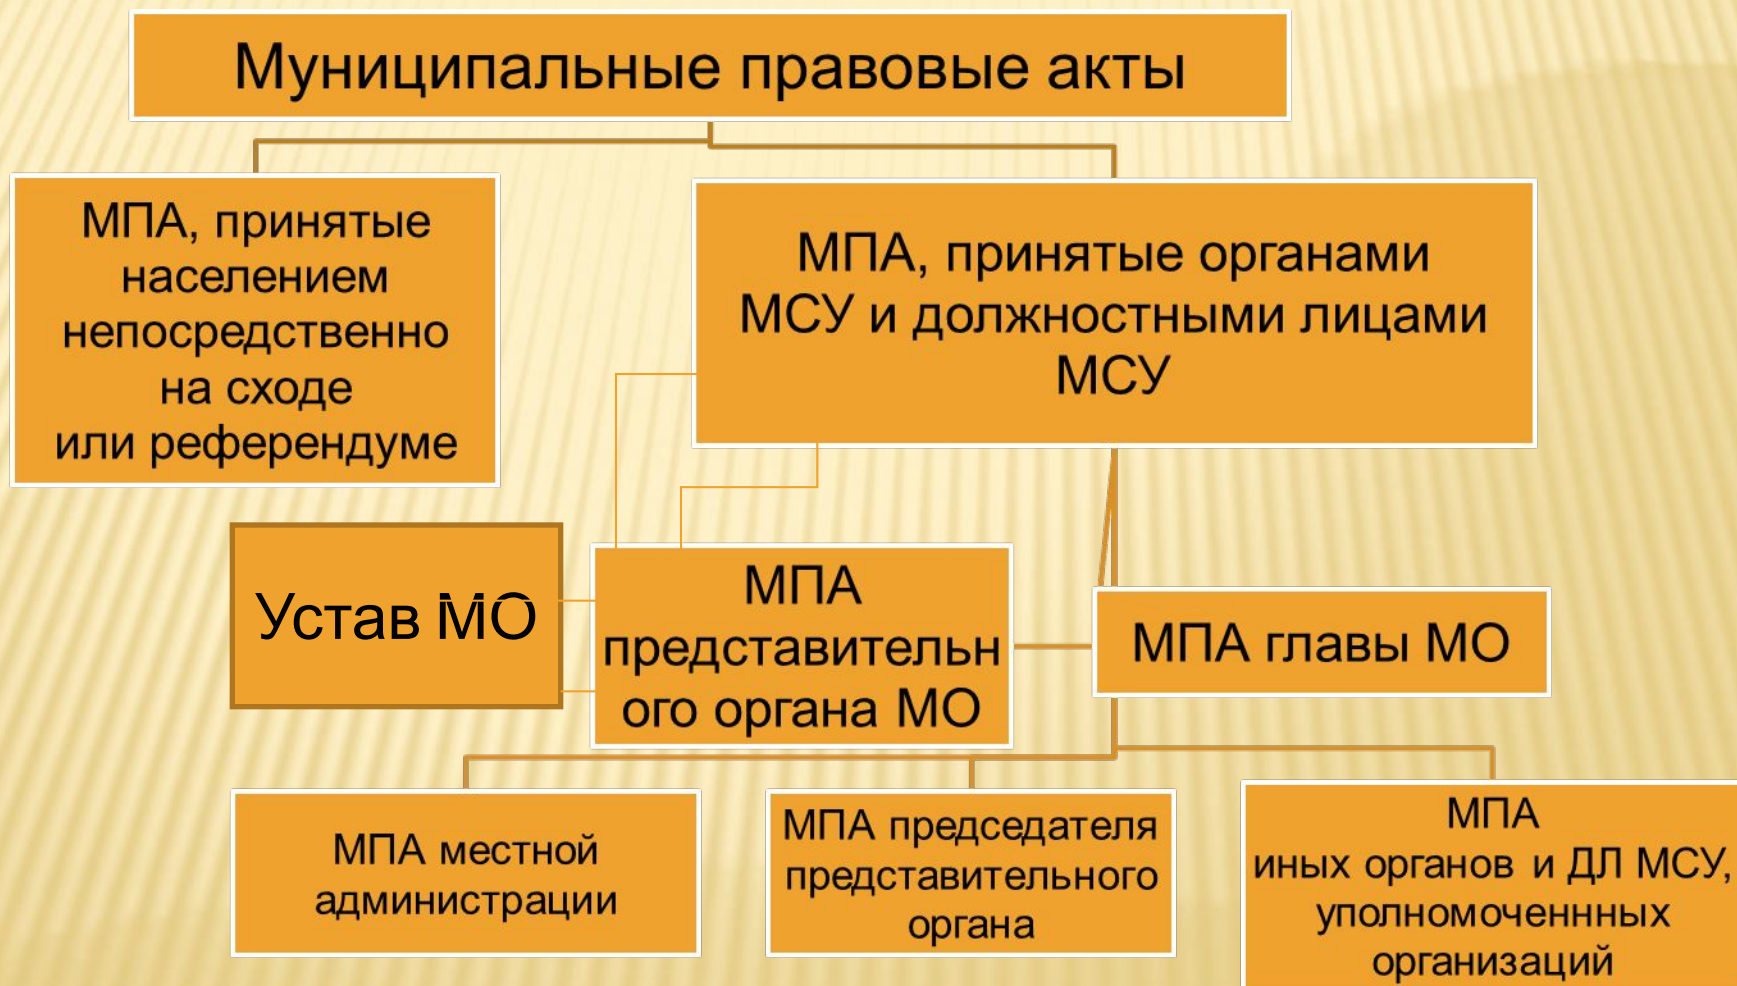 Муниципальные правовые акты
МПА, принятые
населением
непосредственно
на сходе
или референдуме
МПА, принятые органами
МСУ и должностными лицами
МСУ
Устав МО
МПА
представительн
ого органа МО
МПА главы МО
МПА местной
администрации
МПА председателя
представительного
органа
МПА
иных органов и ДЛ МСУ,
уполномоченнных
организаций